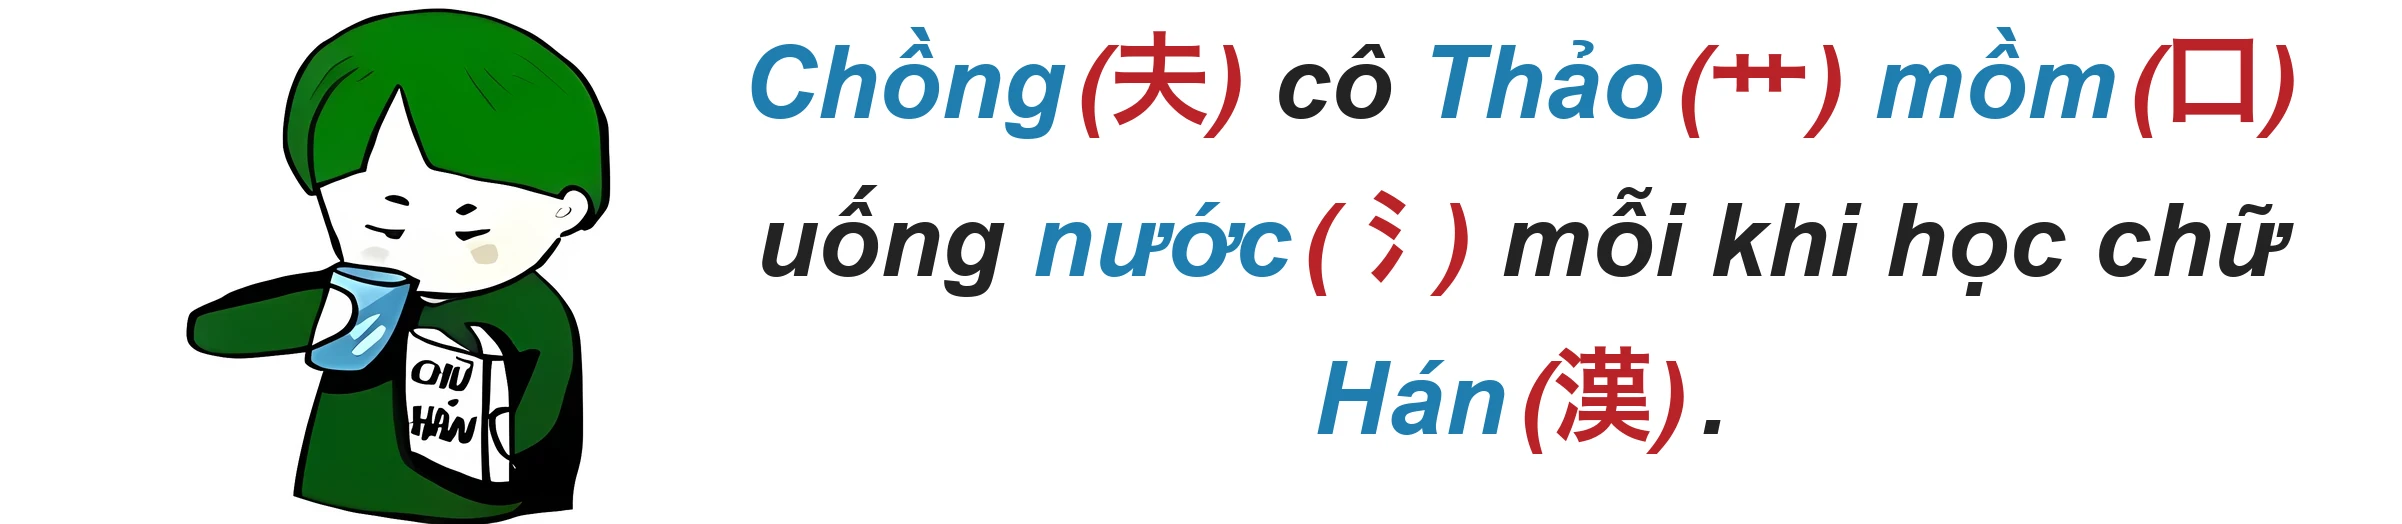 Chồng(夫) cô Thảo(艹) mồm(口)
uống nước(氵) mỗi khi học chữ
Hán(漢).
CHỮ
HÁN